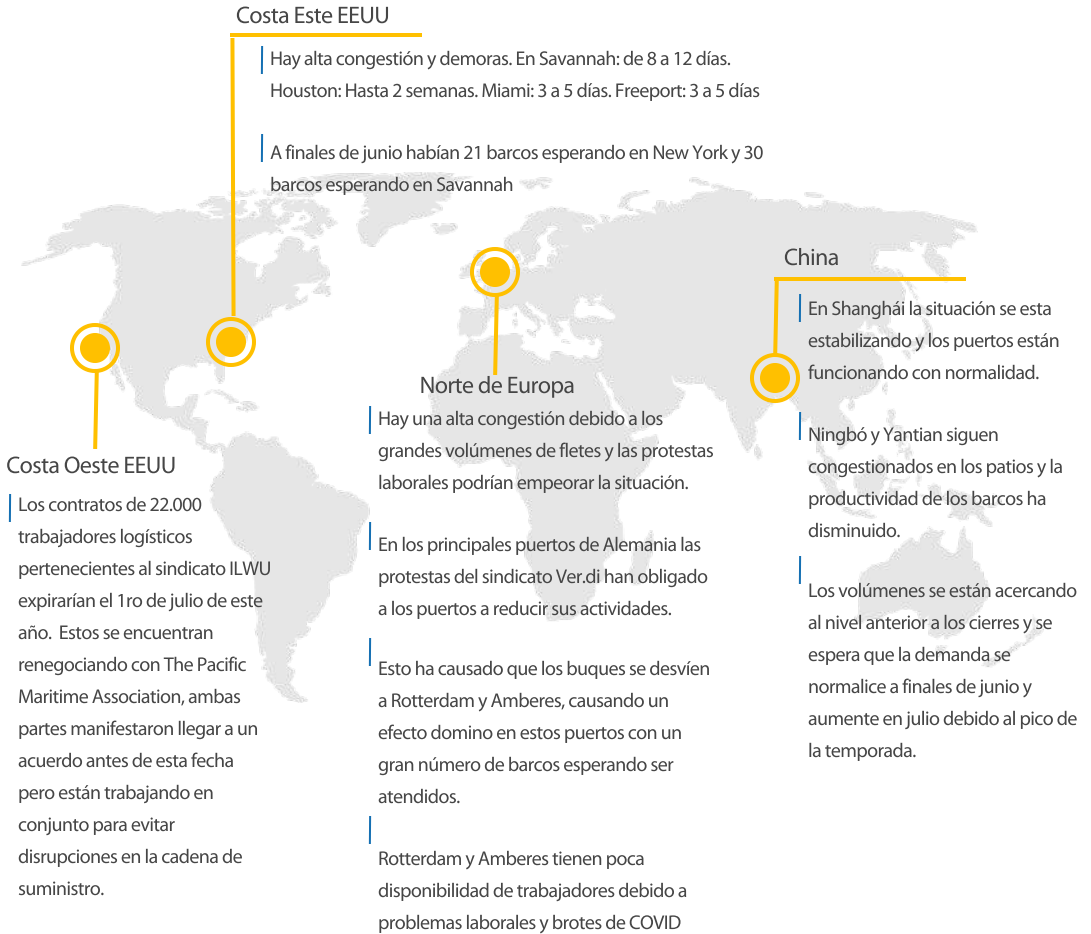 Costa Este EEUU
Hay alta congestión y demoras. En Savannah: de 8 a 12 días.
Houston: Hasta 2 semanas. Miami: 3 a 5 días. Freeport: 3 a 5 días
A finales de junio habían 21 barcos esperando en New York y 30
barcos esperando en Savannah
Costa Oeste EEUU
Los contratos de 22.000
trabajadores logísticos
pertenecientes al sindicato ILWU
expirarían el 1ro de julio de este
año. Estos se encuentran
renegociando con The Pacific
Maritime Association, ambas
partes manifestaron llegar a un
acuerdo antes de esta fecha
pero están trabajando en
conjunto para evitar
disrupciones en la cadena de
suministro.
Norte de Europa
Hay una alta congestión debido a los
grandes volúmenes de fletes y las protestas
laborales podrían empeorar la situación.
En los principales puertos de Alemania las
protestas del sindicato Ver.di han obligado
a los puertos a reducir sus actividades.
Esto ha causado que los buques se desvíen
a Rotterdam y Amberes, causando un
efecto domino en estos puertos con un
gran número de barcos esperando ser
atendidos.
Rotterdam y Amberes tienen poca
disponibilidad de trabajadores debido a
problemas laborales y brotes de COVID
China
En Shanghái la situación se esta
estabilizando y los puertos están
funcionando con normalidad.
Ningbó y Yantian siguen
congestionados en los patios y la
productividad de los barcos ha
disminuido.
Los volúmenes se están acercando
al nivel anterior a los cierres y se
espera que la demanda se
normalice a finales de junio y
aumente en julio debido al pico de
la temporada.